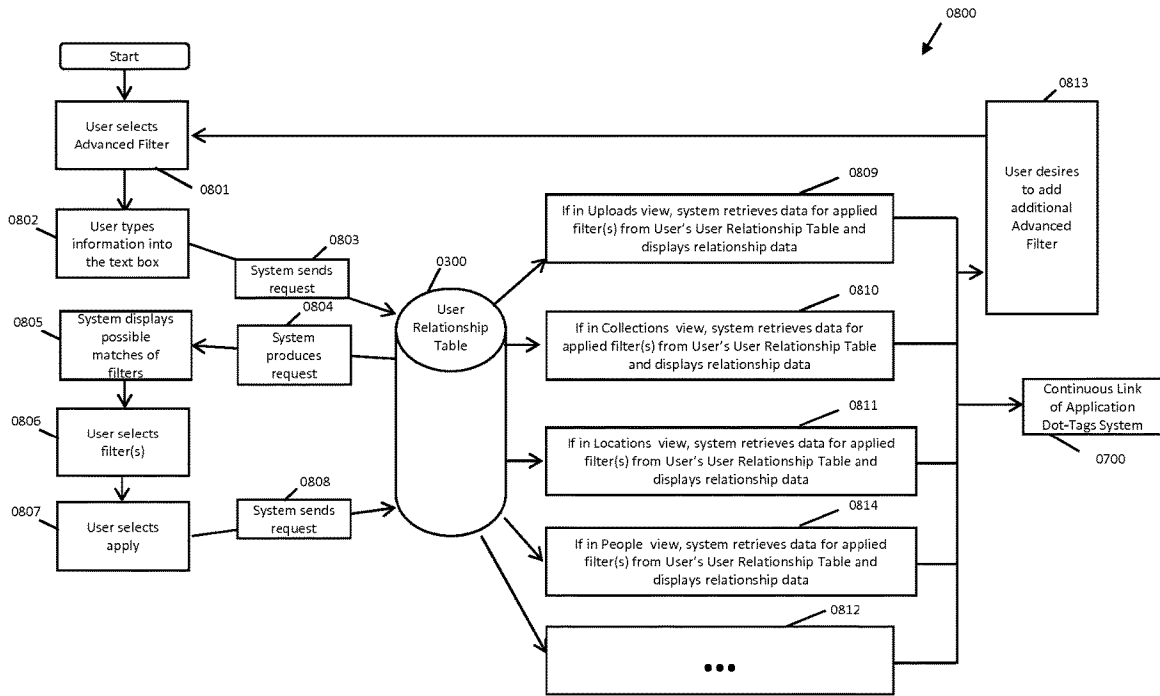 0800
Start
0813
User selects
Advanced Filter
0801
User desires
to add
additional
Advanced
Filter
0802
User types
information into
the text box
0803
System sends
request
0809
If in Uploads view, system retrieves data for applied
filter(s) from User's User Relationship Table and
displays relationship data
0300
User
Relationship
Table
0804
System
produces
request
0805
System displays
possible
matches of
filters
0810
If in Collections view, system retrieves data for
applied filter(s) from User's User Relationship Table
and displays relationship data
Continuous Link
of Application
Dot-Tags System
0700
0806
User selects
filter(s)
0811
If in Locations view, system retrieves data for applied
filter(s) from User's User Relationship Table and
displays relationship data
0807
User selects
apply
0808
System sends
request
0814
If in People view, system retrieves data for applied
filter(s) from User's User Relationship Table and
displays relationship data
0812
•••